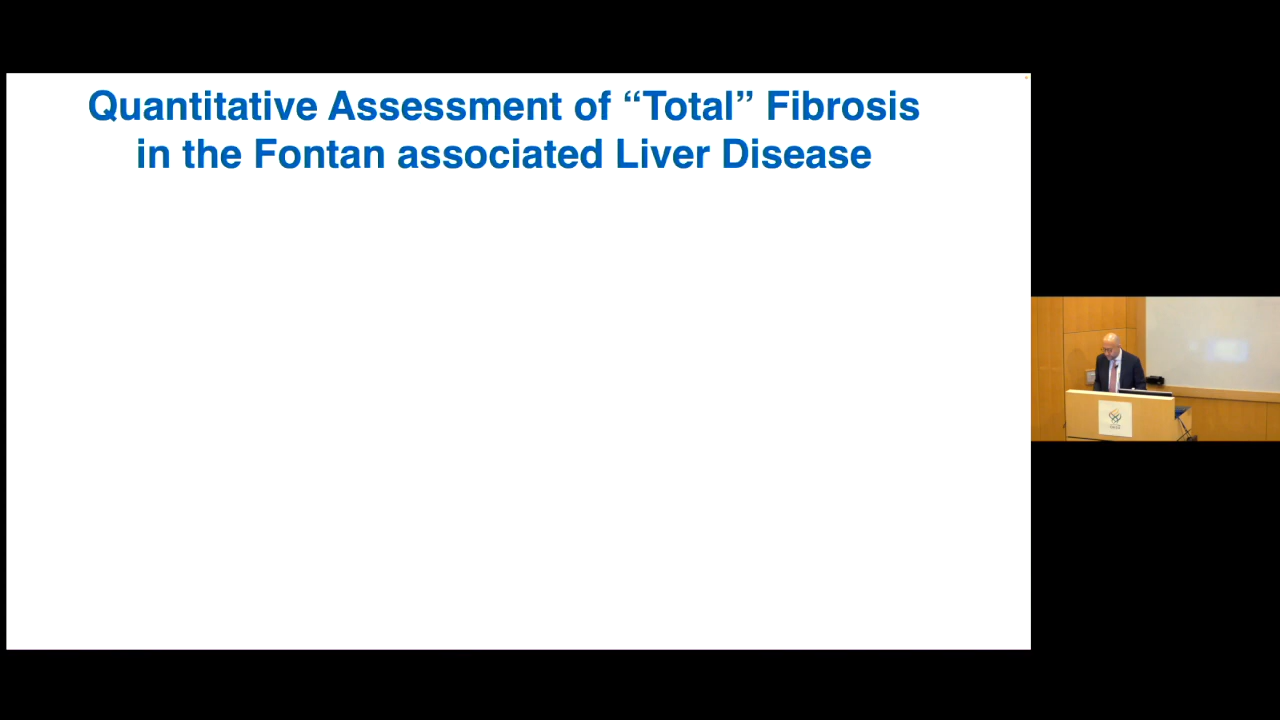 Quantitative Assessment of “Total” Fibrosis
in the Fontan associated Liver Disease